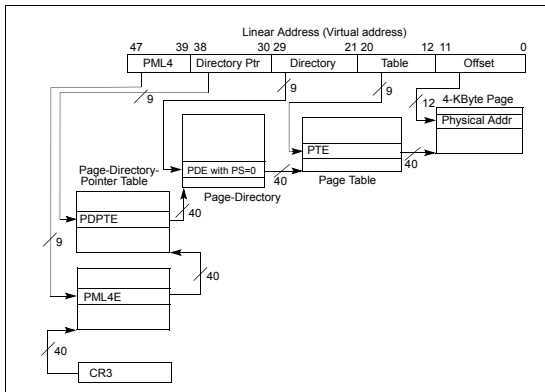 Linear Address (Virtual address)
47 39 38 30 29 21 20 12 11 0
PML4 Directory Ptr Directory Table Offset
9 9 9 12 4-KByte Page
Physical Addr
PTE
40
PDE with PS=0
40
Page Table
Page-Directory
Page-Directory-
Pointer Table
40
PDPTE
9
40
PML4E
40
CR3